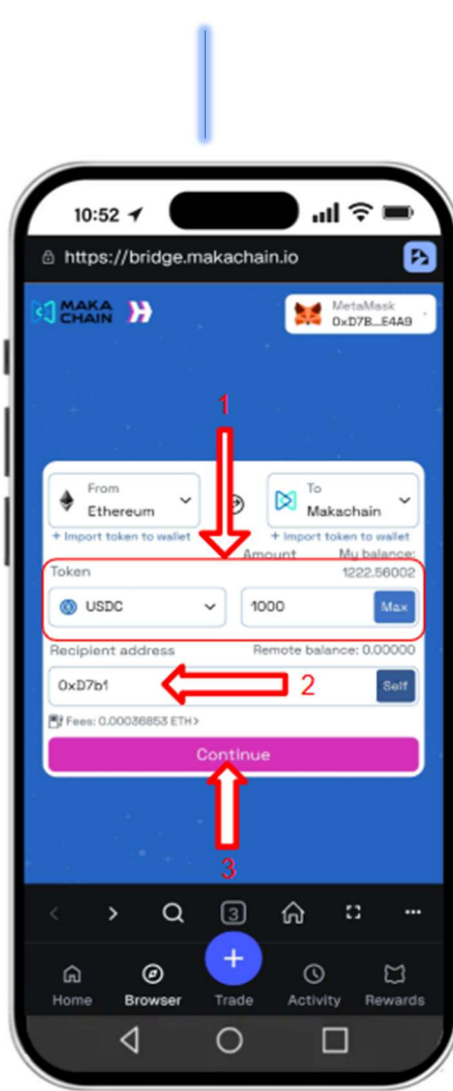 10:52
https://bridge.makachain.io
MAKA
CHAIN
MetaMask
0xD7B...E4A9
1
From
Ethereum
To
Makachain
+ Import token to wallet
+ Import token to wallet
Amount
My balance:
Token
1222.56002
USDC
1000
Max
Recipient address
Remote balance: 0.00000
0xD7b1
2
Self
Fees: 0.00036853 ETH>
Continue
3
3
Home
Browser
Trade
Activity
Rewards